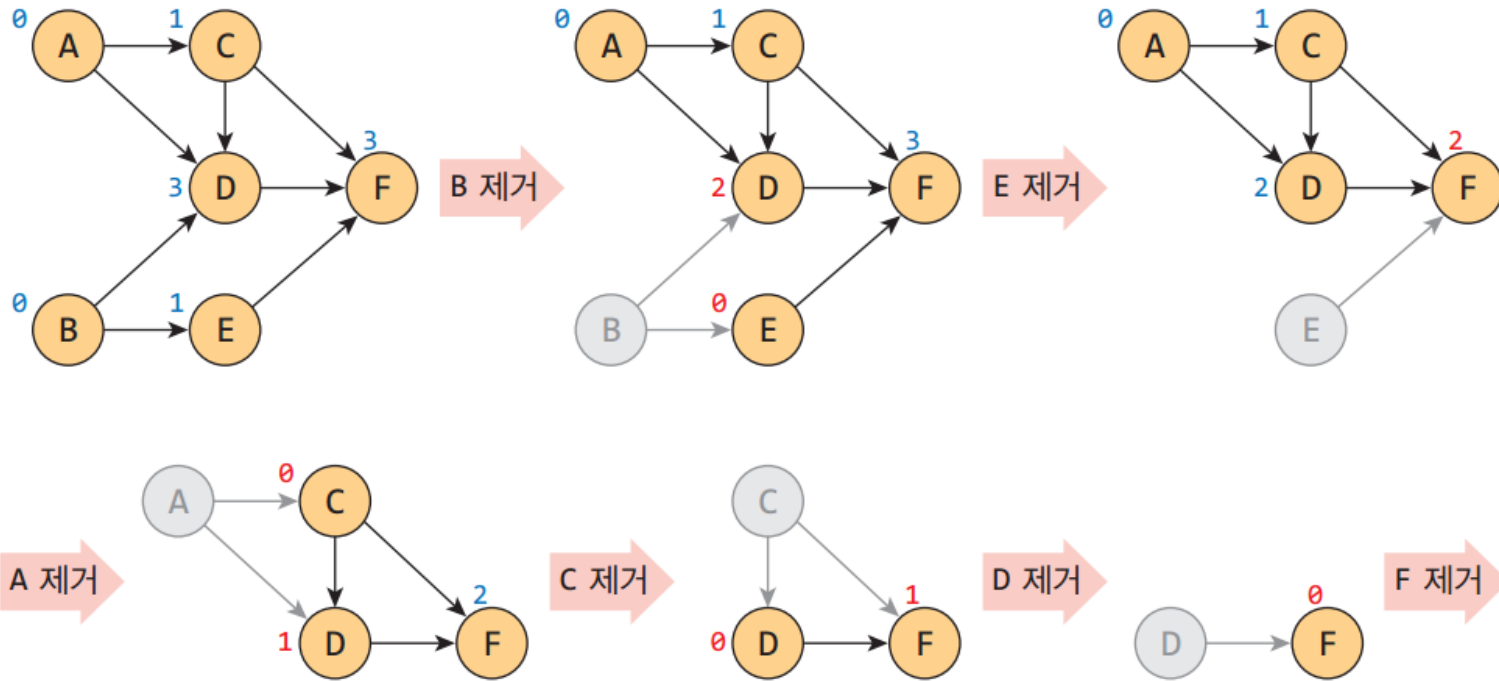 0 A 1 C
3
3 D F
0 B 1 E
B 제거
0 A 1 C
3
2 D F
B 0 E
E 제거
0 A 1 C
2
2 D F
E
A 제거
A 0 C
2
1 D F
C 제거
C
1
0 D F
D 제거
0
D F
F 제거